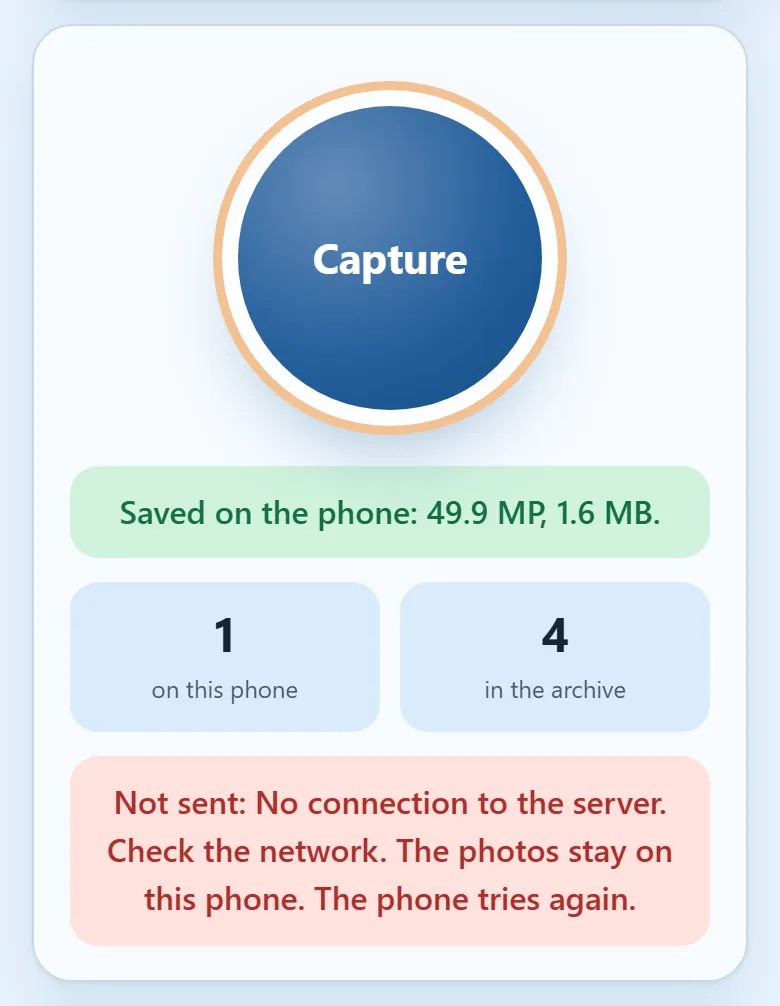 Capture
Saved on the phone: 49.9 MP, 1.6 MB.
1
on this phone
4
in the archive
Not sent: No connection to the server.
Check the network. The photos stay on
this phone. The phone tries again.